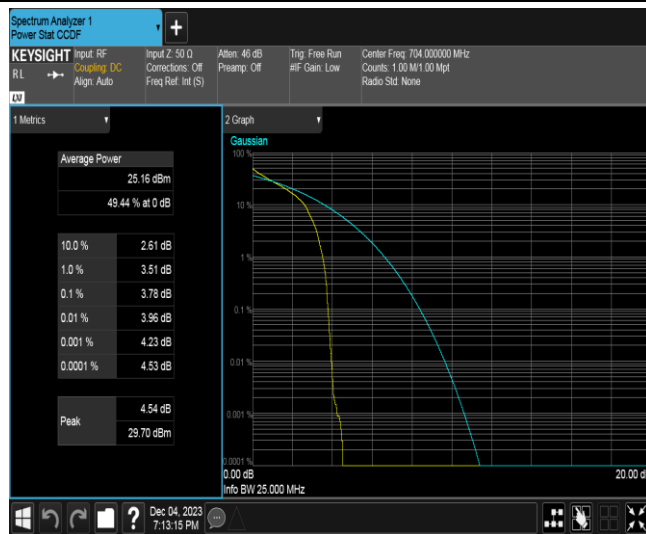 Spectrum Analyzer 1
Power Stat CCDF
+
KEYSIGHT
RL
LXI
Input: RF
Coupling: DC
Align: Auto
Input Z: 50 Ω
Corrections: Off
Freq Ref: Int (S)
Atten: 46 dB
Preamp: Off
Trig: Free Run
#IF Gain: Low
Center Freq: 704.000000 MHz
Counts: 1.00 M/1.00 Mpt
Radio Std: None
1 Metrics
Average Power
25.16 dBm
49.44 % at 0 dB
10.0 % 2.61 dB
1.0 % 3.51 dB
0.1 % 3.78 dB
0.01 % 3.96 dB
0.001 % 4.23 dB
0.0001 % 4.53 dB
Peak
4.54 dB
29.70 dBm
2 Graph
Gaussian
100 %
10 %
1 %
0.1 %
0.01 %
0.001 %
0.0001 %
0.00 dB
20.00 d
Info BW 25.000 MHz
?
Dec 04, 2023
7:13:15 PM